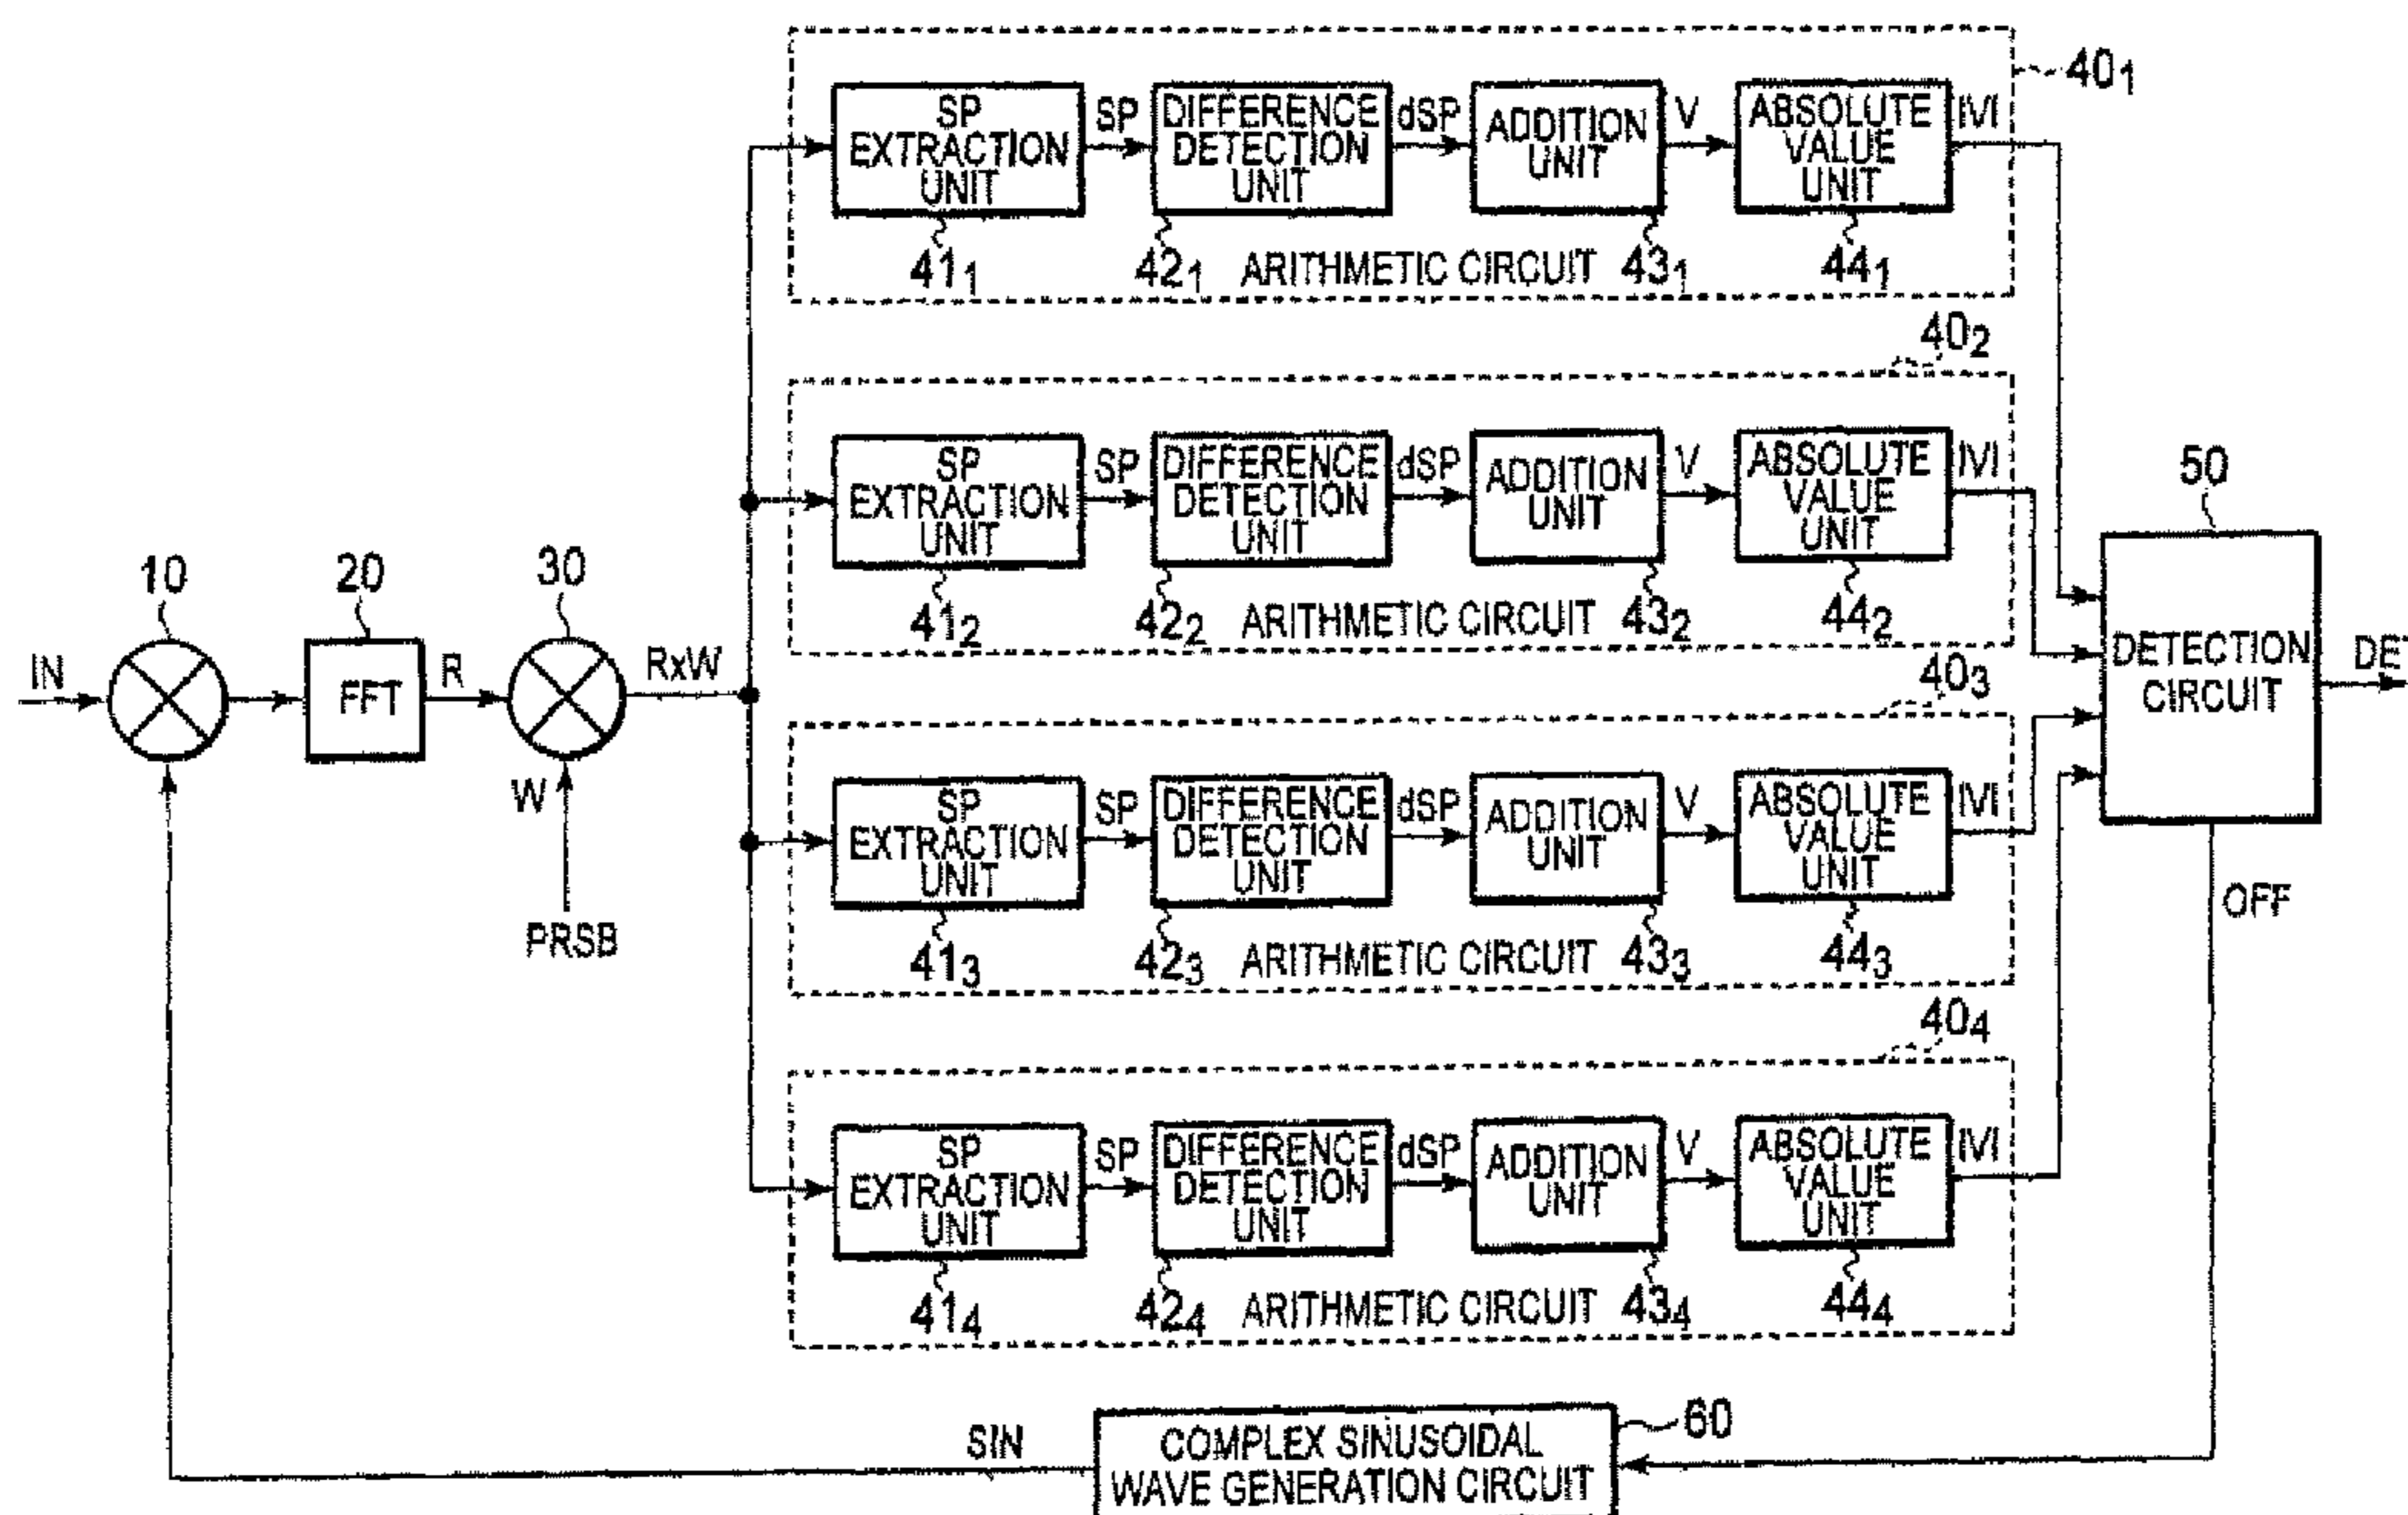 40₁
SP EXTRACTION UNIT
SP
DIFFERENCE DETECTION UNIT
dSP
ADDITION UNIT
V
ABSOLUTE VALUE UNIT
|V|
41₁
42₁
ARITHMETIC CIRCUIT
43₁
44₁
40₂
SP EXTRACTION UNIT
SP
DIFFERENCE DETECTION UNIT
dSP
ADDITION UNIT
V
ABSOLUTE VALUE UNIT
|V|
41₂
42₂
ARITHMETIC CIRCUIT
43₂
44₂
50
DETECTION CIRCUIT
DET
OFF
10
20
30
IN
FFT
R
RxW
W
PRSB
40₃
SP EXTRACTION UNIT
SP
DIFFERENCE DETECTION UNIT
dSP
ADDITION UNIT
V
ABSOLUTE VALUE UNIT
|V|
41₃
42₃
ARITHMETIC CIRCUIT
43₃
44₃
40₄
SP EXTRACTION UNIT
SP
DIFFERENCE DETECTION UNIT
dSP
ADDITION UNIT
V
ABSOLUTE VALUE UNIT
|V|
41₄
42₄
ARITHMETIC CIRCUIT
43₄
44₄
SIN
COMPLEX SINUSOIDAL
WAVE GENERATION CIRCUIT
60